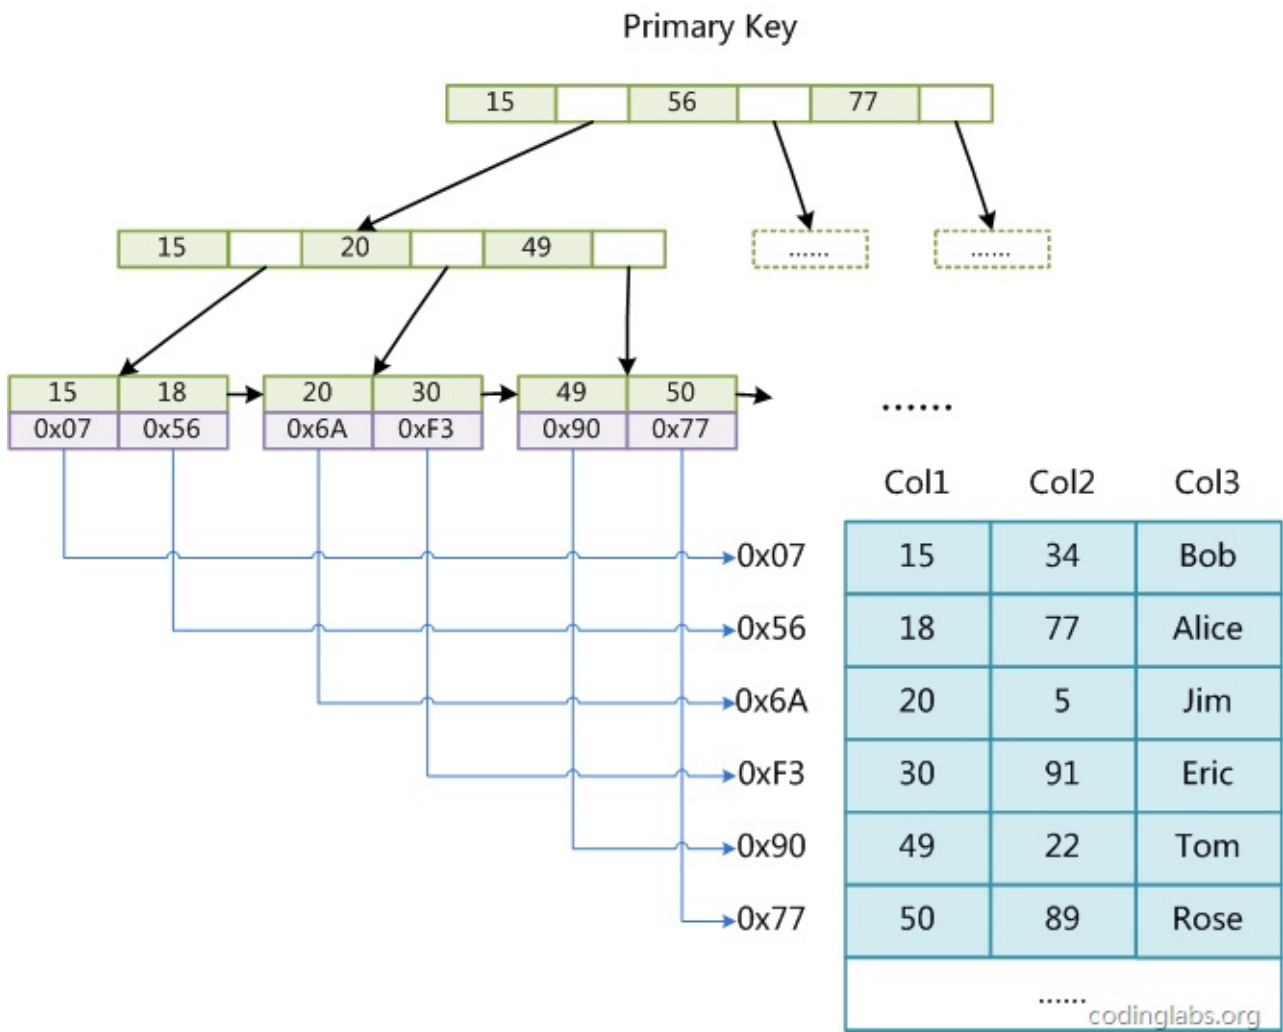 Primary Key
15 56 77
15 20 49 ...... ......
15 18 20 30 49 50
0x07 0x56 0x6A 0xF3 0x90 0x77
......
Col1 Col2 Col3
0x07 15 34 Bob
0x56 18 77 Alice
0x6A 20 5 Jim
0xF3 30 91 Eric
0x90 49 22 Tom
0x77 50 89 Rose
......
codinglabs.org